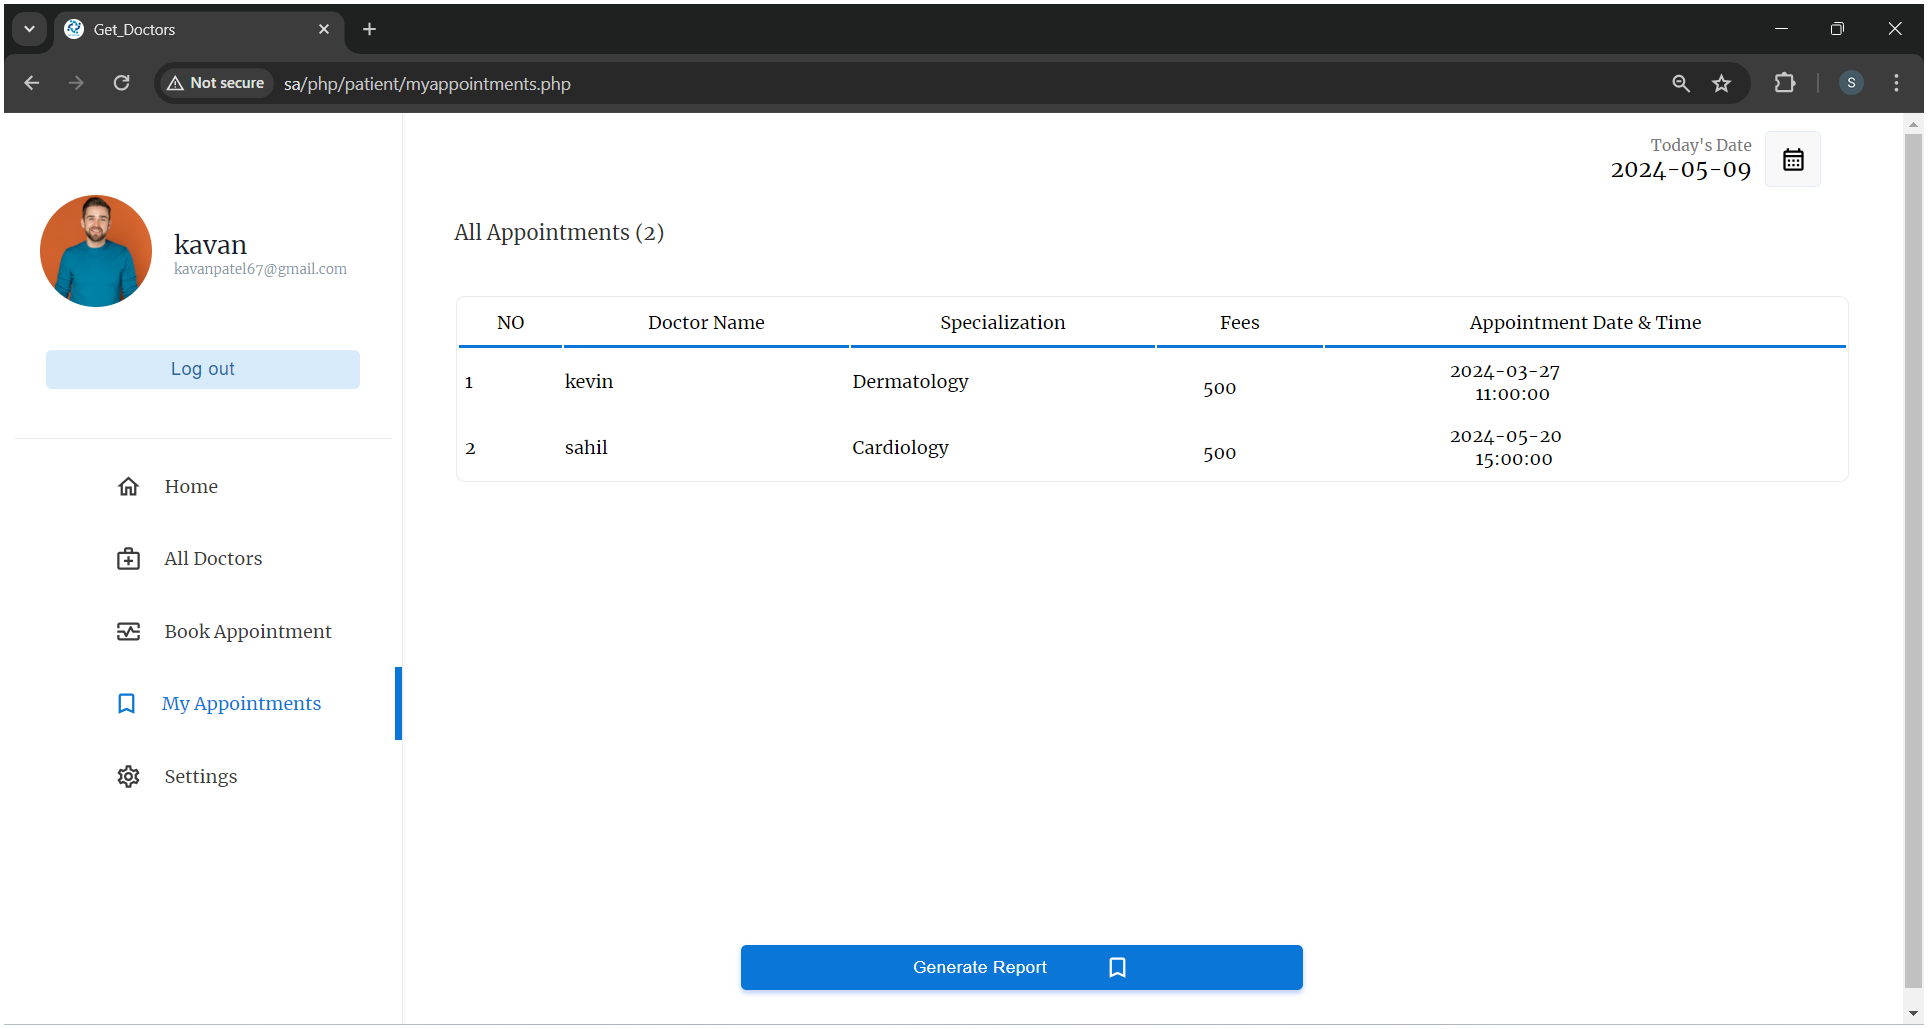 Get_Doctors
Not secure
sa/php/patient/myappointments.php
S
Today's Date
2024-05-09
kavan
kavanpatel67@gmail.com
Log out
Home
All Doctors
Book Appointment
My Appointments
Settings
All Appointments (2)
NO Doctor Name Specialization Fees Appointment Date & Time
1 kevin Dermatology 500 2024-03-27
11:00:00
2 sahil Cardiology 500 2024-05-20
15:00:00
Generate Report